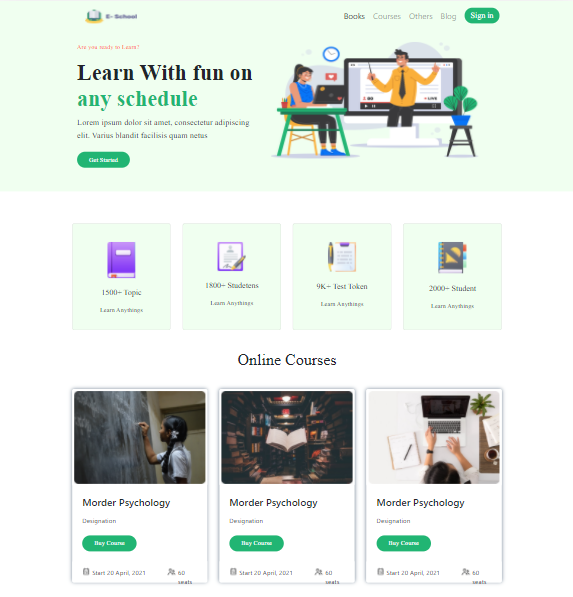 E- School
Books Courses Others Blog Sign in
Are you ready to Learn?
Learn With fun on
any schedule
Lorem ipsum dolor sit amet, consectetur adipiscing
elit. Varius blandit facilisis quam netus
Get Started
LIVE
1500+ Topic
Learn Anythings
1800+ Studetens
Learn Anythings
9K+ Test Token
Learn Anythings
2000+ Student
Learn Anythings
Online Courses
Morder Psychology
Designation
Buy Course
Start 20 April, 2021
60
seats
Morder Psychology
Designation
Buy Course
Start 20 April, 2021
60
seats
Morder Psychology
Designation
Buy Course
Start 20 April, 2021
60
seats